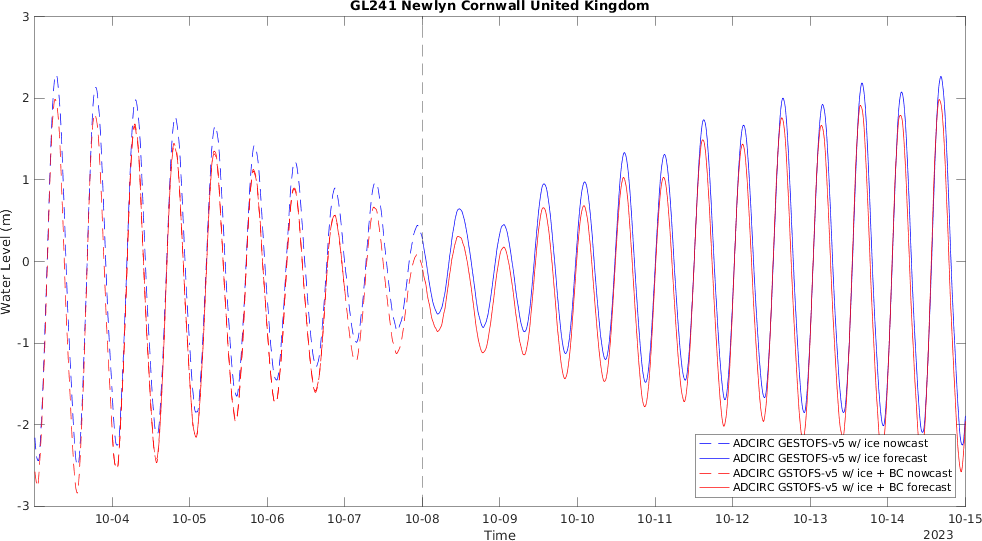 GL241 Newlyn Cornwall United Kingdom
3
2
1
0
-1
-2
-3
Water Level (m)
10-04
10-05
10-06
10-07
10-08
10-09
10-10
10-11
10-12
10-13
10-14
10-15
Time
2023
ADCIRC GESTOFS-v5 w/ ice nowcast
ADCIRC GESTOFS-v5 w/ ice forecast
ADCIRC GSTOFS-v5 w/ ice + BC nowcast
ADCIRC GSTOFS-v5 w/ ice + BC forecast